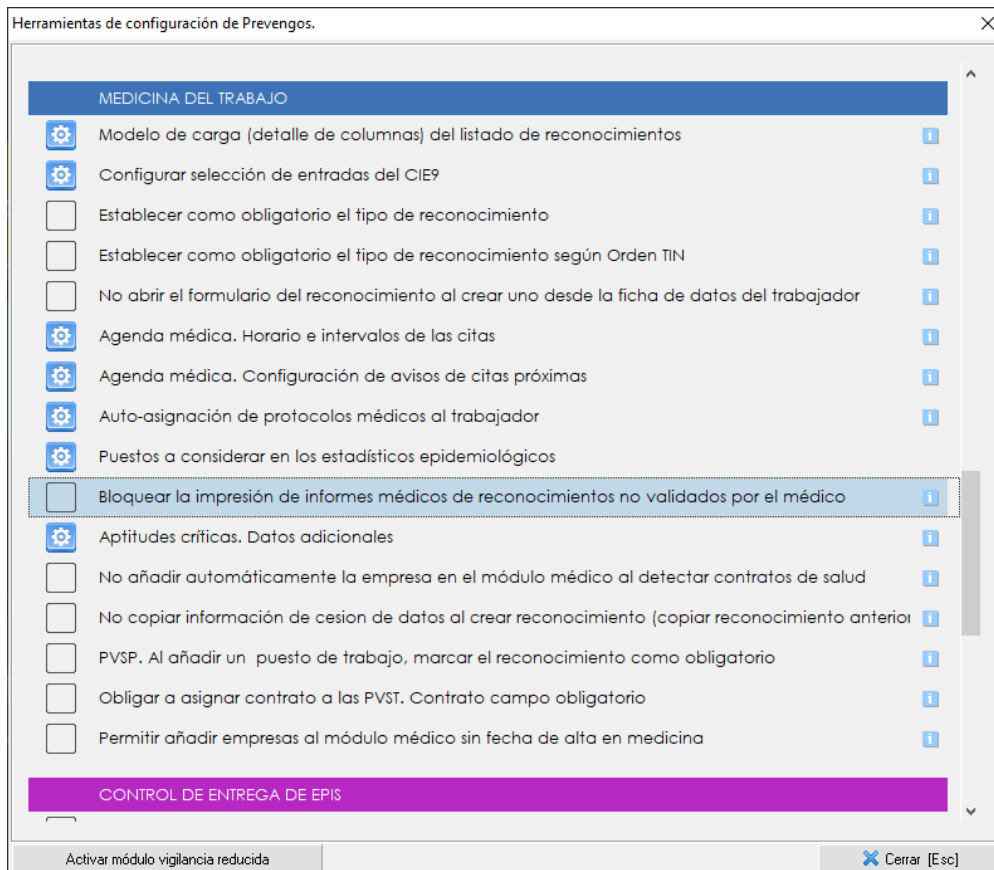 Herramientas de configuración de Prevengos.
MEDICINA DEL TRABAJO
Modelo de carga (detalle de columnas) del listado de reconocimientos
Configurar selección de entradas del CIE9
Establecer como obligatorio el tipo de reconocimiento
Establecer como obligatorio el tipo de reconocimiento según Orden TIN
No abrir el formulario del reconocimiento al crear uno desde la ficha de datos del trabajador
Agenda médica. Horario e intervalos de las citas
Agenda médica. Configuración de avisos de citas próximas
Auto-asignación de protocolos médicos al trabajador
Puestos a considerar en los estadísticos epidemiológicos
Bloquear la impresión de informes médicos de reconocimientos no validados por el médico
Aptitudes críticas. Datos adicionales
No añadir automáticamente la empresa en el módulo médico al detectar contratos de salud
No copiar información de cesion de datos al crear reconocimiento (copiar reconocimiento anterior
PVSP. Al añadir un puesto de trabajo, marcar el reconocimiento como obligatorio
Obligar a asignar contrato a las PVST. Contrato campo obligatorio
Permitir añadir empresas al módulo médico sin fecha de alta en medicina
CONTROL DE ENTREGA DE EPIS
Activar módulo vigilancia reducida
Cerrar [Esc]